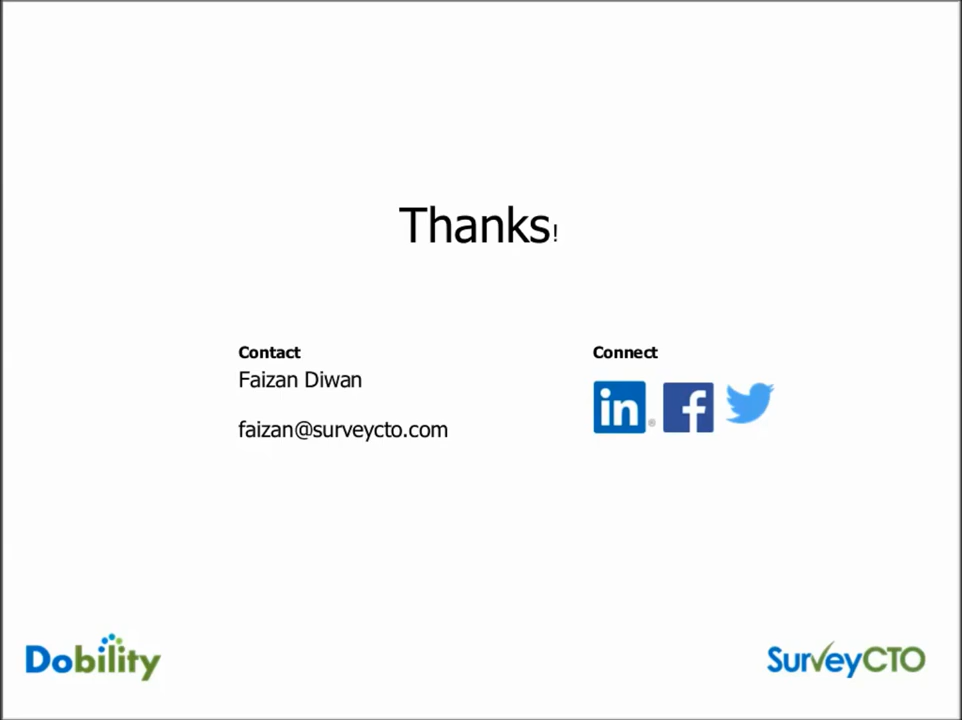 Thanks!
Contact
Faizan Diwan
faizan@surveycto.com
Connect
in ® f
Dobility
SurveyCTO